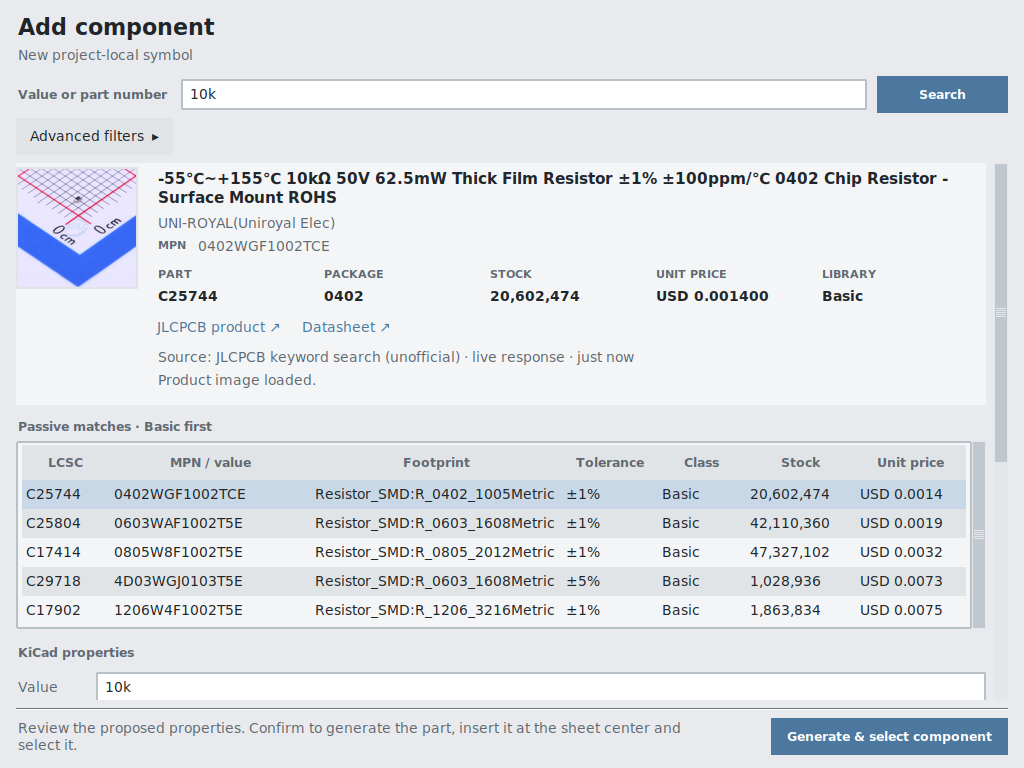 Add component
New project-local symbol
Value or part number 10k Search
Advanced filters ▸
-55℃~+155℃ 10kΩ 50V 62.5mW Thick Film Resistor ±1% ±100ppm/℃ 0402 Chip Resistor -
Surface Mount ROHS
UNI-ROYAL(Uniroyal Elec)
MPN 0402WGF1002TCE
PART PACKAGE STOCK UNIT PRICE LIBRARY
C25744 0402 20,602,474 USD 0.001400 Basic
JLCPCB product ↗ Datasheet ↗
Source: JLCPCB keyword search (unofficial) · live response · just now
Product image loaded.
0cm 0cm
Passive matches · Basic first
LCSC MPN / value Footprint Tolerance Class Stock Unit price
C25744 0402WGF1002TCE Resistor_SMD:R_0402_1005Metric ±1% Basic 20,602,474 USD 0.0014
C25804 0603WAF1002T5E Resistor_SMD:R_0603_1608Metric ±1% Basic 42,110,360 USD 0.0019
C17414 0805W8F1002T5E Resistor_SMD:R_0805_2012Metric ±1% Basic 47,327,102 USD 0.0032
C29718 4D03WGJ0103T5E Resistor_SMD:R_0603_1608Metric ±5% Basic 1,028,936 USD 0.0073
C17902 1206W4F1002T5E Resistor_SMD:R_1206_3216Metric ±1% Basic 1,863,834 USD 0.0075
KiCad properties
Value 10k
Review the proposed properties. Confirm to generate the part, insert it at the sheet center and
select it.
Generate & select component